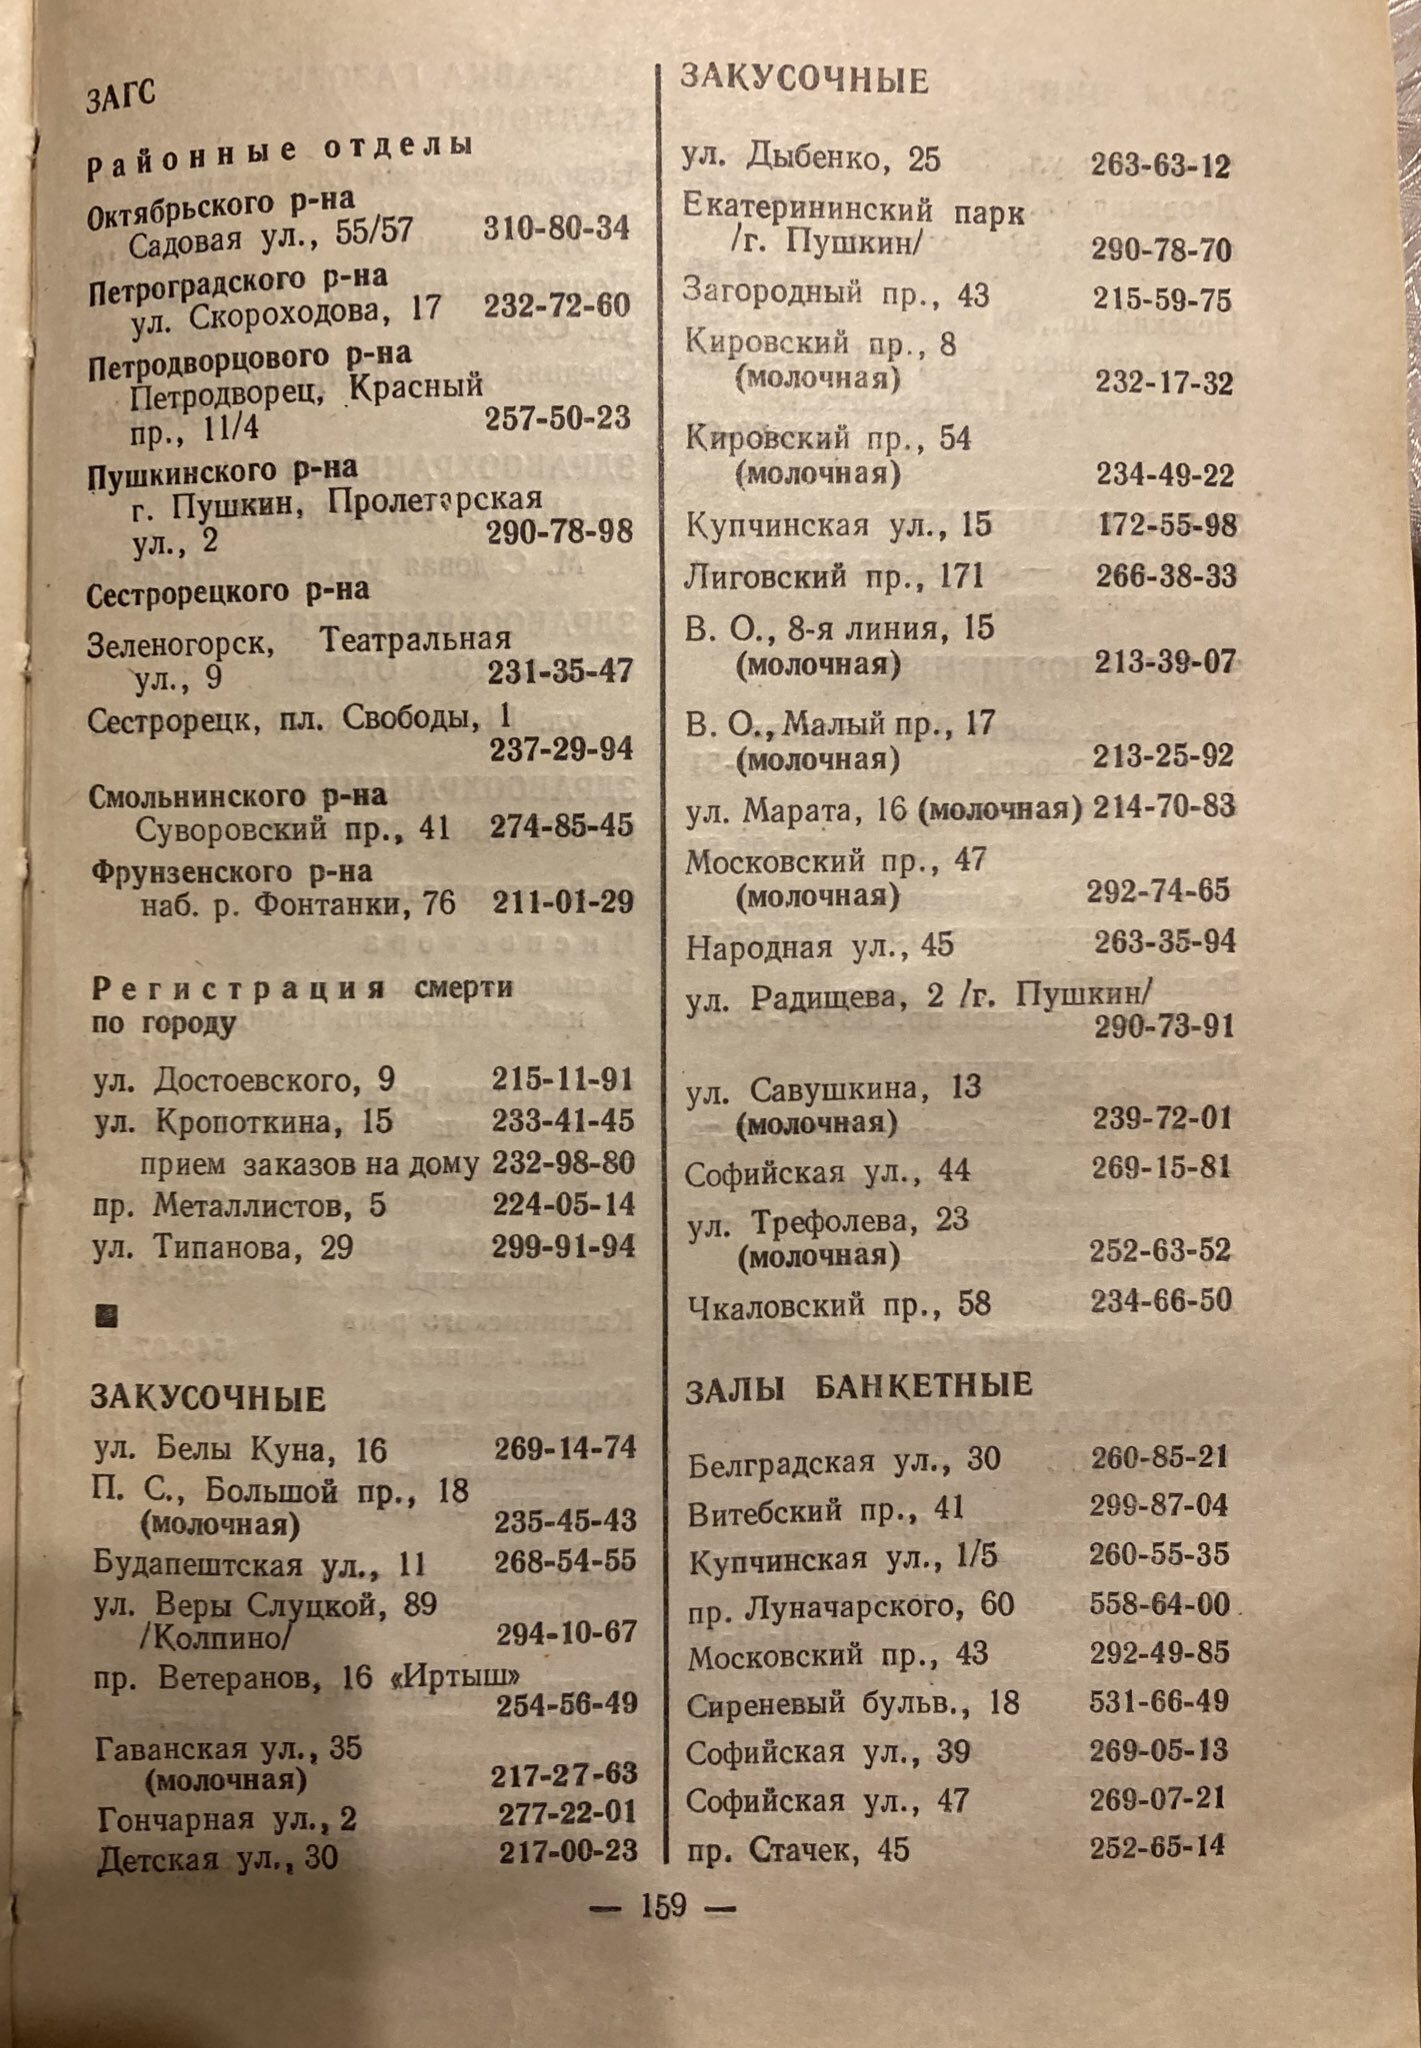 ЗАГС
Районные отделы
Октябрьского р-на
Садовая ул., 55/57 310-80-34
Петроградского р-на
ул. Скороходова, 17 232-72-60
Петродворцового р-на
Петродворец, Красный
пр., 11/4 257-50-23
Пушкинского р-на
г. Пушкин, Пролетарская
ул., 2 290-78-98
Сестрорецкого р-на
Зеленогорск, Театральная
ул., 9 231-35-47
Сестрорецк, пл. Свободы, 1
237-29-94
Смольнинского р-на
Суворовский пр., 41 274-85-45
Фрунзенского р-на
наб. р. Фонтанки, 76 211-01-29
Регистрация смерти
по городу
ул. Достоевского, 9 215-11-91
ул. Кропоткина, 15 233-41-45
прием заказов на дому 232-98-80
пр. Металлистов, 5 224-05-14
ул. Типанова, 29 299-91-94
ЗАКУСОЧНЫЕ
ул. Белы Куна, 16 269-14-74
П. С., Большой пр., 18
(молочная) 235-45-43
Будапештская ул., 11 268-54-55
ул. Веры Слуцкой, 89
/Колпино/ 294-10-67
пр. Ветеранов, 16 «Иртыш»
254-56-49
Гаванская ул., 35
(молочная) 217-27-63
Гончарная ул., 2 277-22-01
Детская ул., 30 217-00-23
ЗАКУСОЧНЫЕ
ул. Дыбенко, 25 263-63-12
Екатерининский парк
/г. Пушкин/ 290-78-70
Загородный пр., 43 215-59-75
Кировский пр., 8
(молочная) 232-17-32
Кировский пр., 54
(молочная) 234-49-22
Купчинская ул., 15 172-55-98
Лиговский пр., 171 266-38-33
В. О., 8-я линия, 15
(молочная) 213-39-07
В. О., Малый пр., 17
(молочная) 213-25-92
ул. Марата, 16 (молочная) 214-70-83
Московский пр., 47
(молочная) 292-74-65
Народная ул., 45 263-35-94
ул. Радищева, 2 /г. Пушкин/
290-73-91
ул. Савушкина, 13
(молочная) 239-72-01
Софийская ул., 44 269-15-81
ул. Трефолева, 23
(молочная) 252-63-52
Чкаловский пр., 58 234-66-50
ЗАЛЫ БАНКЕТНЫЕ
Белградская ул., 30 260-85-21
Витебский пр., 41 299-87-04
Купчинская ул., 1/5 260-55-35
пр. Луначарского, 60 558-64-00
Московский пр., 43 292-49-85
Сиреневый бульв., 18 531-66-49
Софийская ул., 39 269-05-13
Софийская ул., 47 269-07-21
пр. Стачек, 45 252-65-14
— 159 —